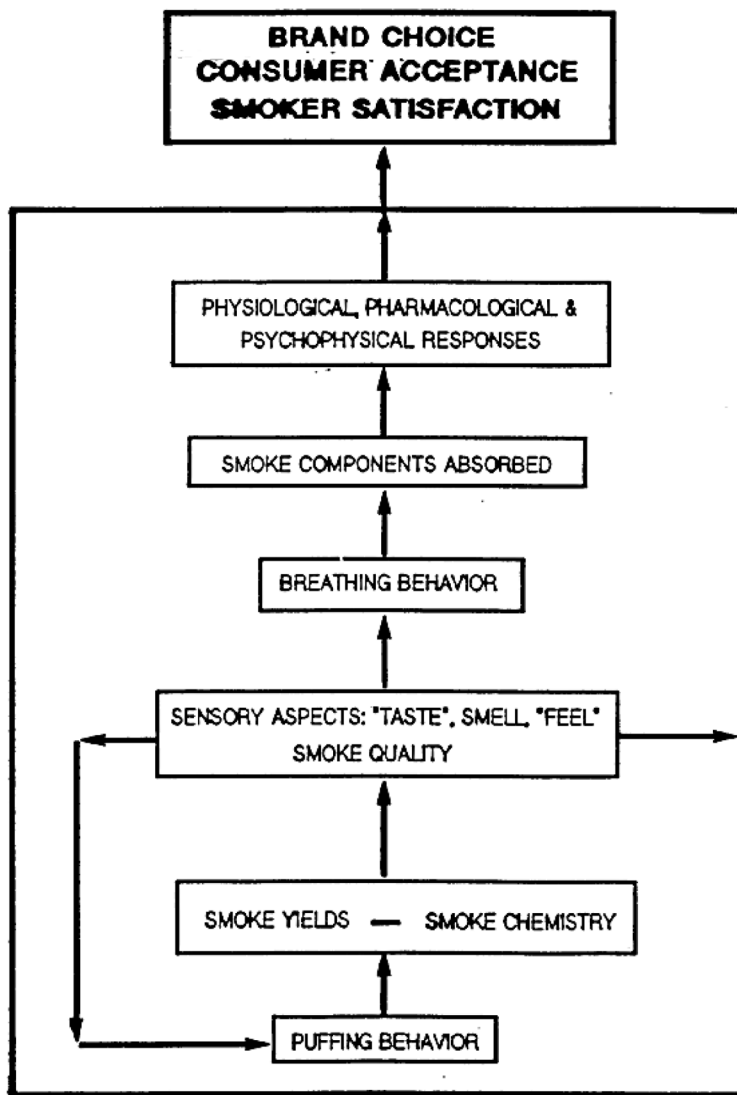 BRAND CHOICE
CONSUMER ACCEPTANCE
SMOKER SATISFACTION
PHYSIOLOGICAL, PHARMACOLOGICAL &
PSYCHOPHYSICAL RESPONSES
SMOKE COMPONENTS ABSORBED
BREATHING BEHAVIOR
SENSORY ASPECTS: "TASTE", SMELL, "FEEL"
SMOKE QUALITY
SMOKE YIELDS — SMOKE CHEMISTRY
PUFFING BEHAVIOR